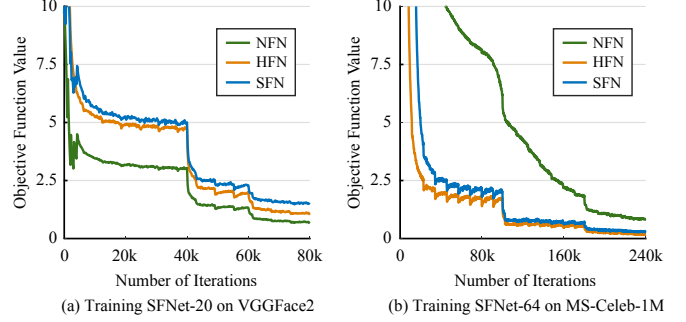 10
7.5
5
2.5
0
Objective Function Value
NFN
HFN
SFN
0
20k
40k
60k
80k
Number of Iterations
(a) Training SFNet-20 on VGGFace2
10
7.5
5
2.5
0
Objective Function Value
NFN
HFN
SFN
0
80k
160k
240k
Number of Iterations
(b) Training SFNet-64 on MS-Celeb-1M